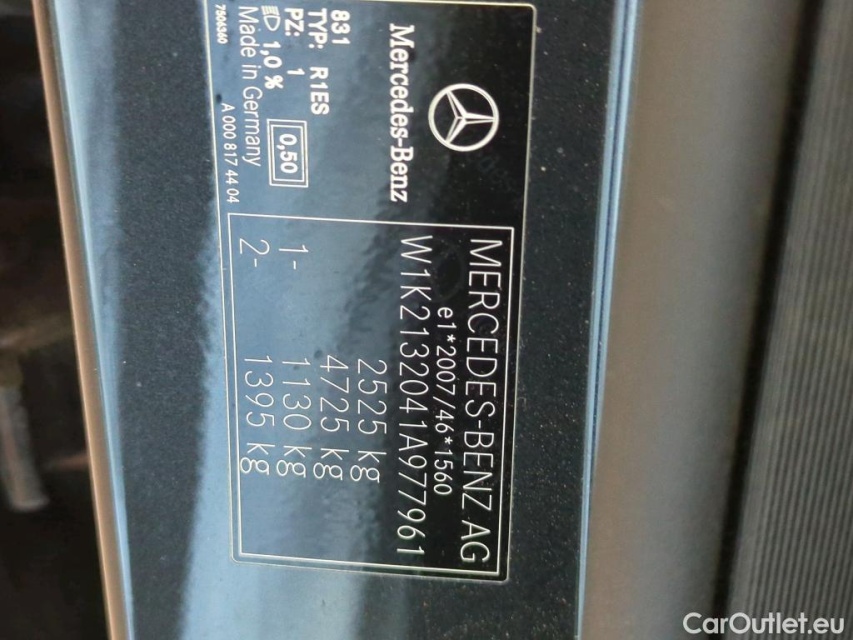 Mercedes-Benz
831
TYP: R1ES
PZ: 1
1,0 %
0,50
Made in Germany
A 000 817 44 04
7506360
MERCEDES-BENZ AG
e1*2007/46*1560
W1K2132041A977961
2525 kg
4725 kg
1- 1130 kg
2- 1395 kg
CarOutlet.eu